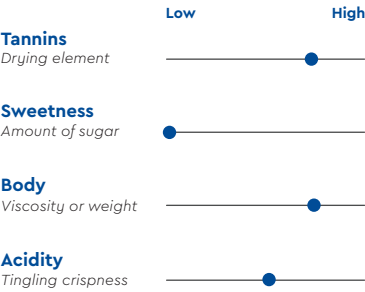 Low High
Tannins
Drying element
Sweetness
Amount of sugar
Body
Viscosity or weight
Acidity
Tingling crispness